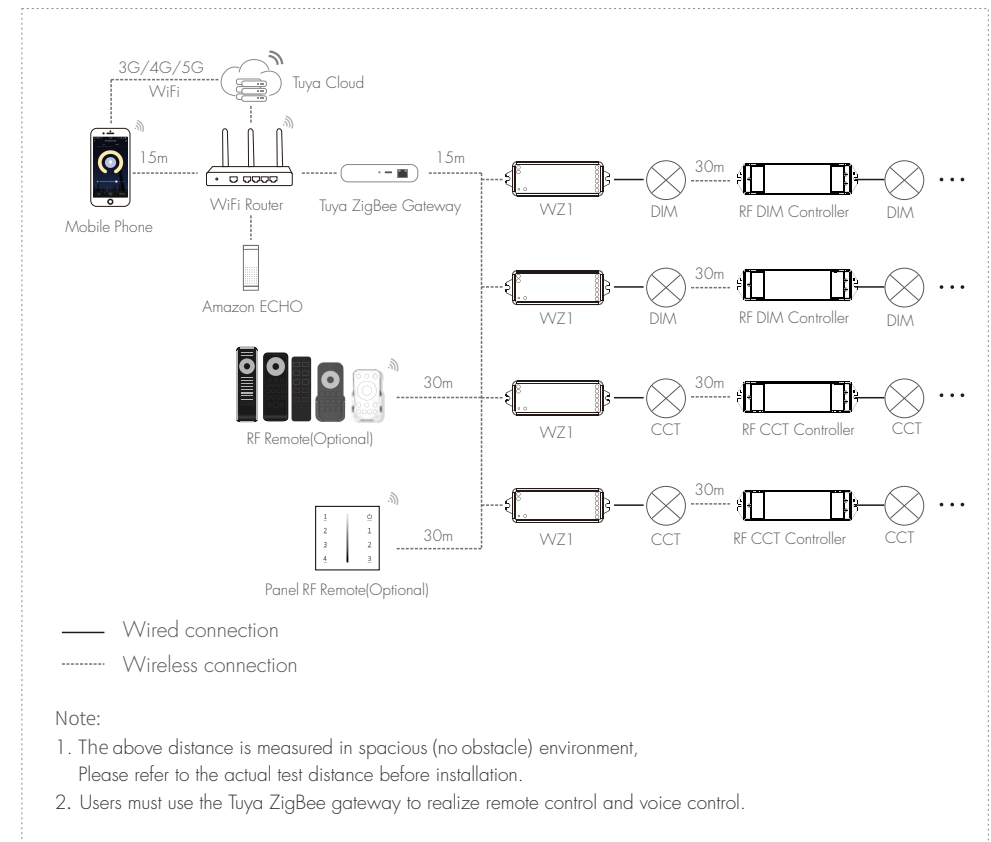 3G/4G/5G
WiFi
Tuya Cloud
15m
15m
30m
WiFi Router
Tuya ZigBee Gateway
WZ1
DIM
RF DIM Controller
DIM
Mobile Phone
30m
Amazon ECHO
WZ1
DIM
RF DIM Controller
DIM
30m
30m
RF Remote(Optional)
WZ1
CCT
RF CCT Controller
CCT
30m
1
2
3
4
1
2
3
30m
WZ1
CCT
RF CCT Controller
CCT
Panel RF Remote(Optional)
Wired connection
Wireless connection
Note:
1. The above distance is measured in spacious (no obstacle) environment,
Please refer to the actual test distance before installation.
2. Users must use the Tuya ZigBee gateway to realize remote control and voice control.